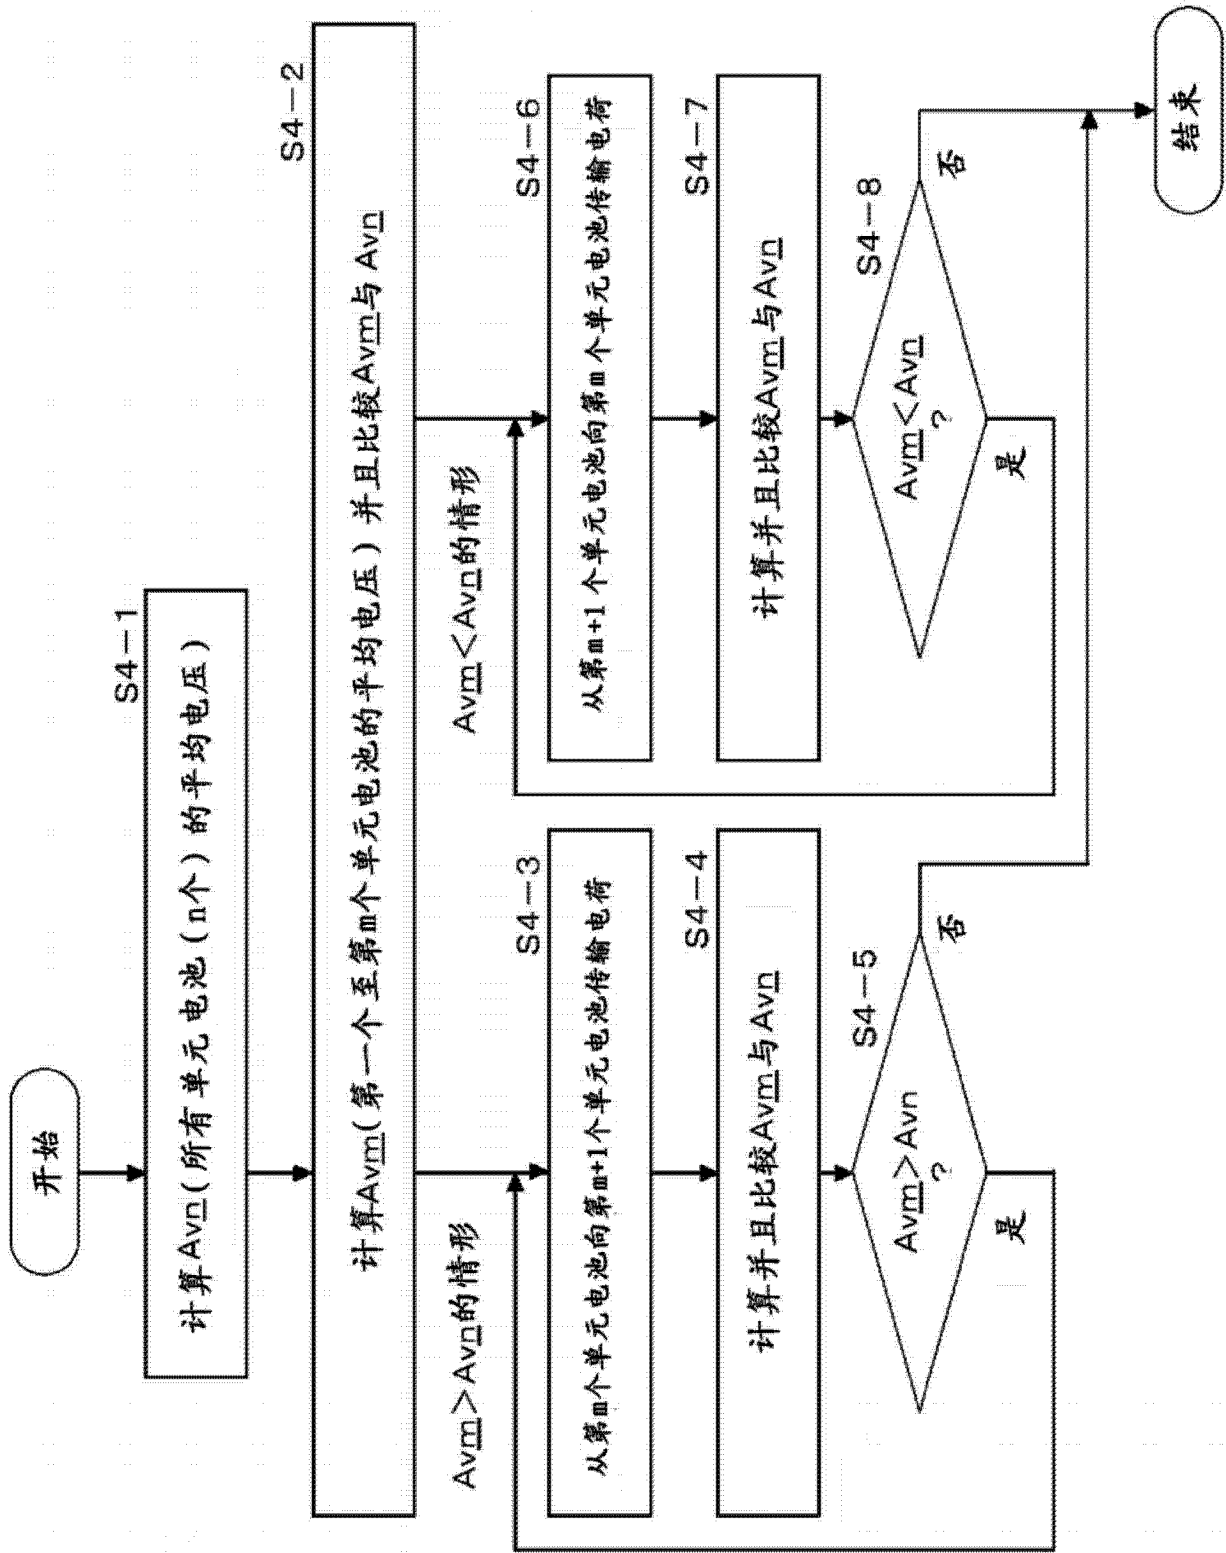 开始
S4-1
计算Avn(所有单元电池(n个)的平均电压)
S4-2
计算Avm(第一个至第m个单元电池的平均电压)并且比较Avm与Avn
Avm>Avn的情形
S4-3
从第m个单元电池向第m+1个单元电池传输电荷
S4-4
计算并且比较Avm与Avn
S4-5
Avm>Avn
?
是
否
Avm<Avn的情形
S4-6
从第m+1个单元电池向第m个单元电池传输电荷
S4-7
计算并且比较Avm与Avn
S4-8
Avm<Avn
?
是
否
结束